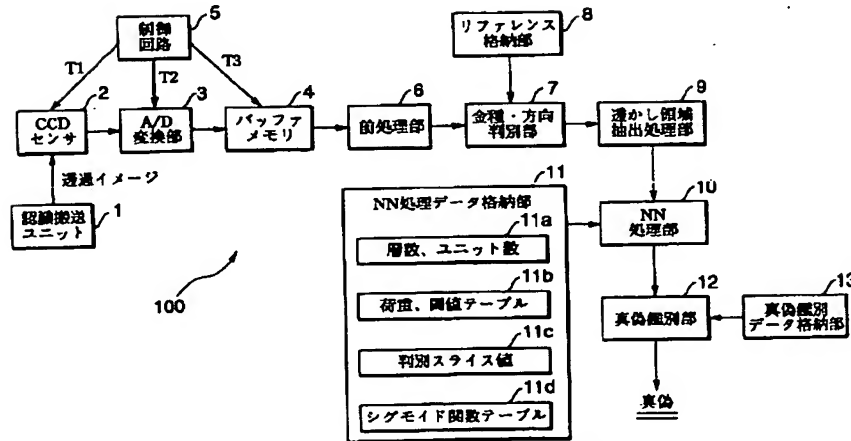 5
制御
回路
T1
T2
T3
2
CCD
センサ
3
A/D
変換部
4
バッファ
メモリ
6
前処理部
8
リファレンス
格納部
7
金種・方向
判別部
9
透かし領域
抽出処理部
透過イメージ
1
認識搬送
ユニット
100
11
NN処理データ格納部
11a
層数、ユニット数
11b
荷重、閾値テーブル
11c
判別スライス値
11d
シグモイド関数テーブル
10
NN
処理部
12
真偽鑑別部
13
真偽鑑別
データ格納部
真偽